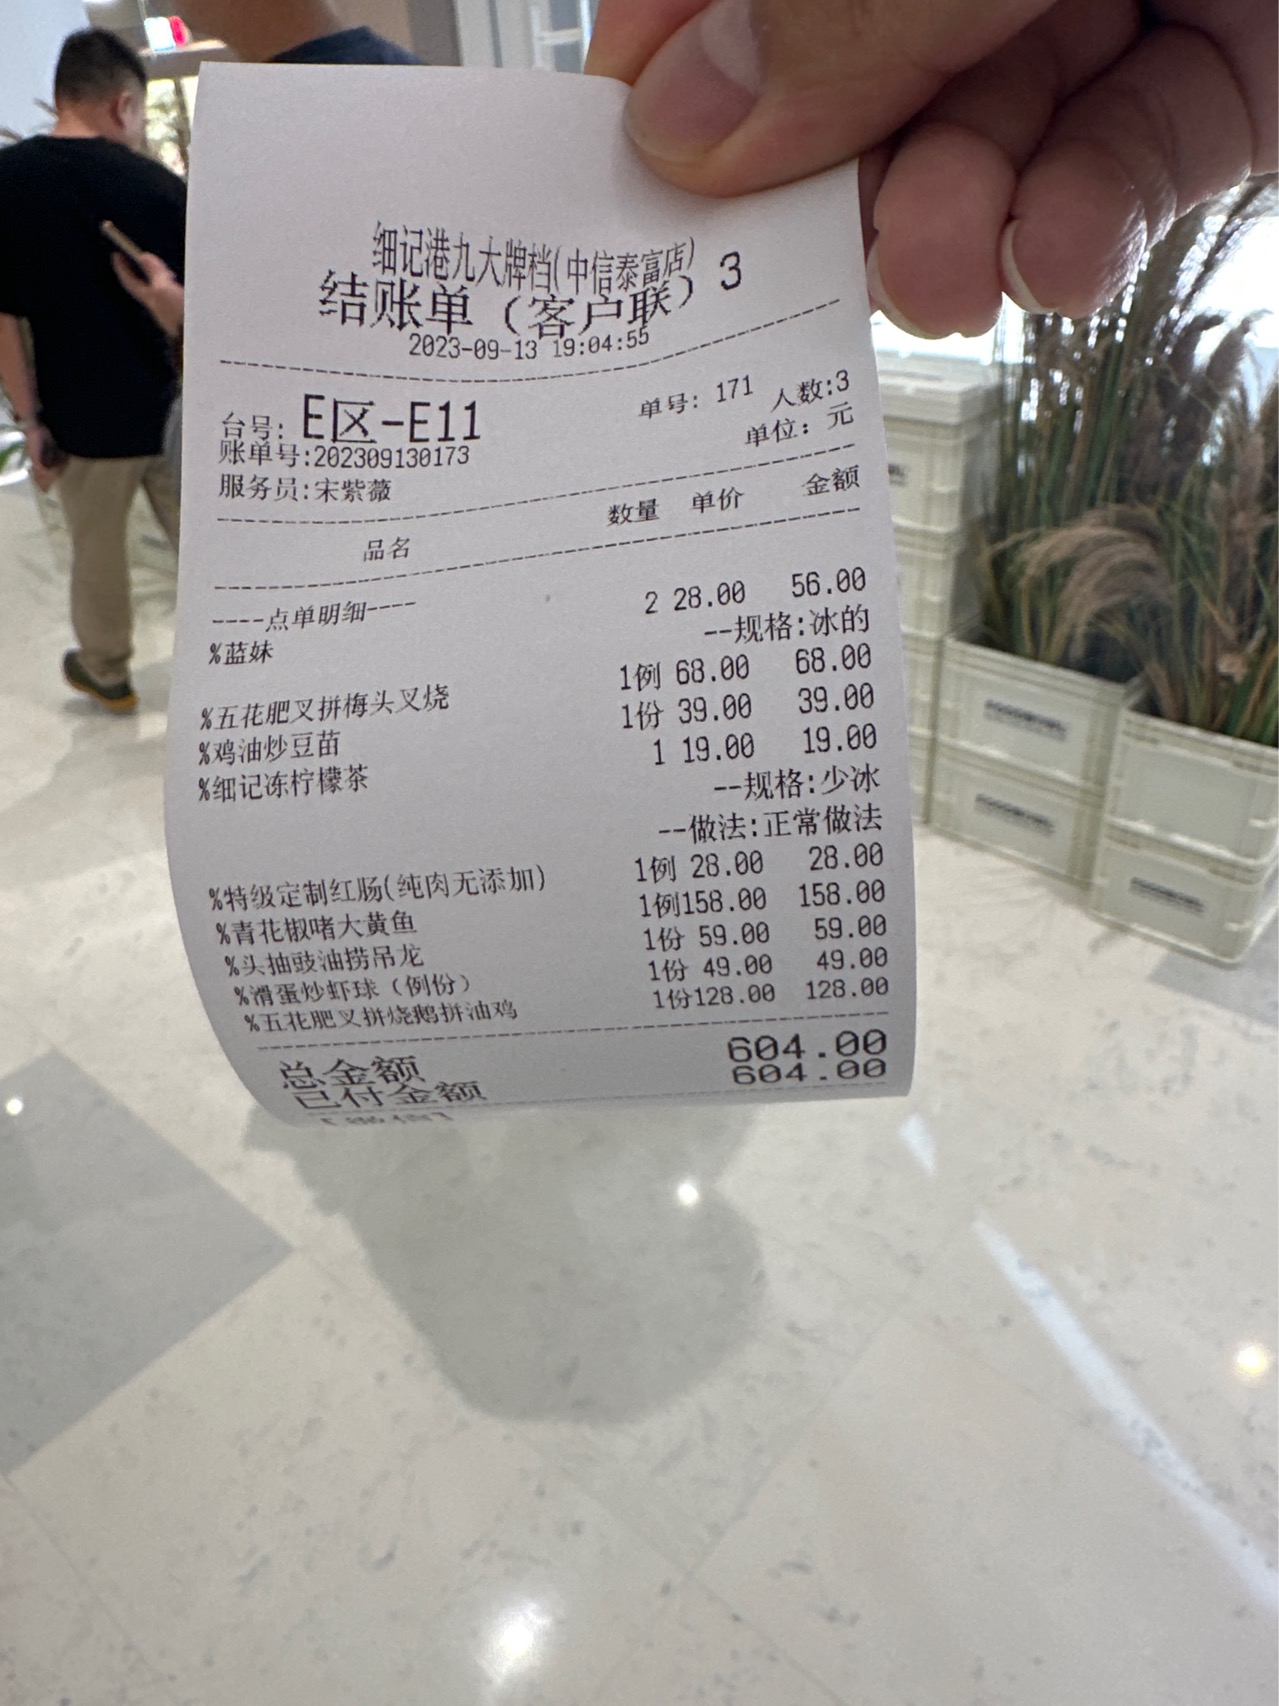 细记港九大牌档(中信泰富店)
结账单（客户联）3
2023-09-13 19:04:55
台号: E区-E11 单号: 171 人数:3
账单号:202309130173 单位: 元
服务员:宋紫薇
品名 数量 单价 金额
----点单明细----
%蓝妹 2 28.00 56.00
--规格:冰的
%五花肥叉拼梅头叉烧 1例 68.00 68.00
%鸡油炒豆苗 1份 39.00 39.00
%细记冻柠檬茶 1 19.00 19.00
--规格:少冰
--做法:正常做法
%特级定制红肠(纯肉无添加) 1例 28.00 28.00
%青花椒啫大黄鱼 1例158.00 158.00
%头抽豉油捞吊龙 1份 59.00 59.00
%滑蛋炒虾球（例份） 1份 49.00 49.00
%五花肥叉拼烧鹅拼油鸡 1份128.00 128.00
总金额 604.00
已付金额 604.00